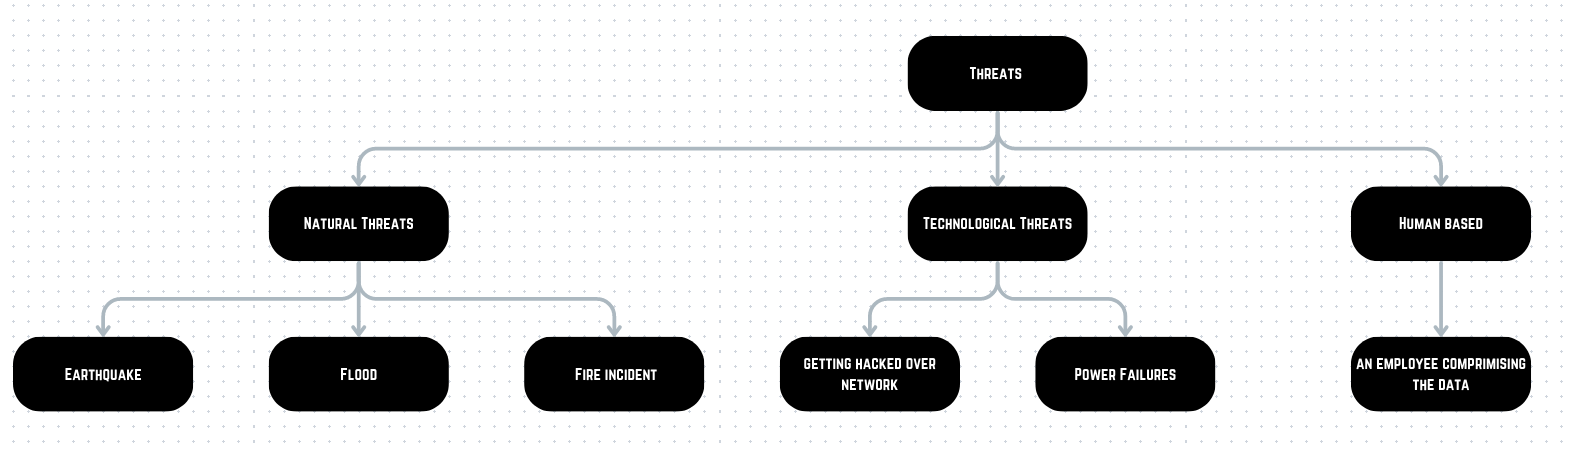 Threats
Natural Threats
Technological Threats
Human based
Earthquake
Flood
Fire incident
getting hacked over
network
Power Failures
an employee comprimising
the data